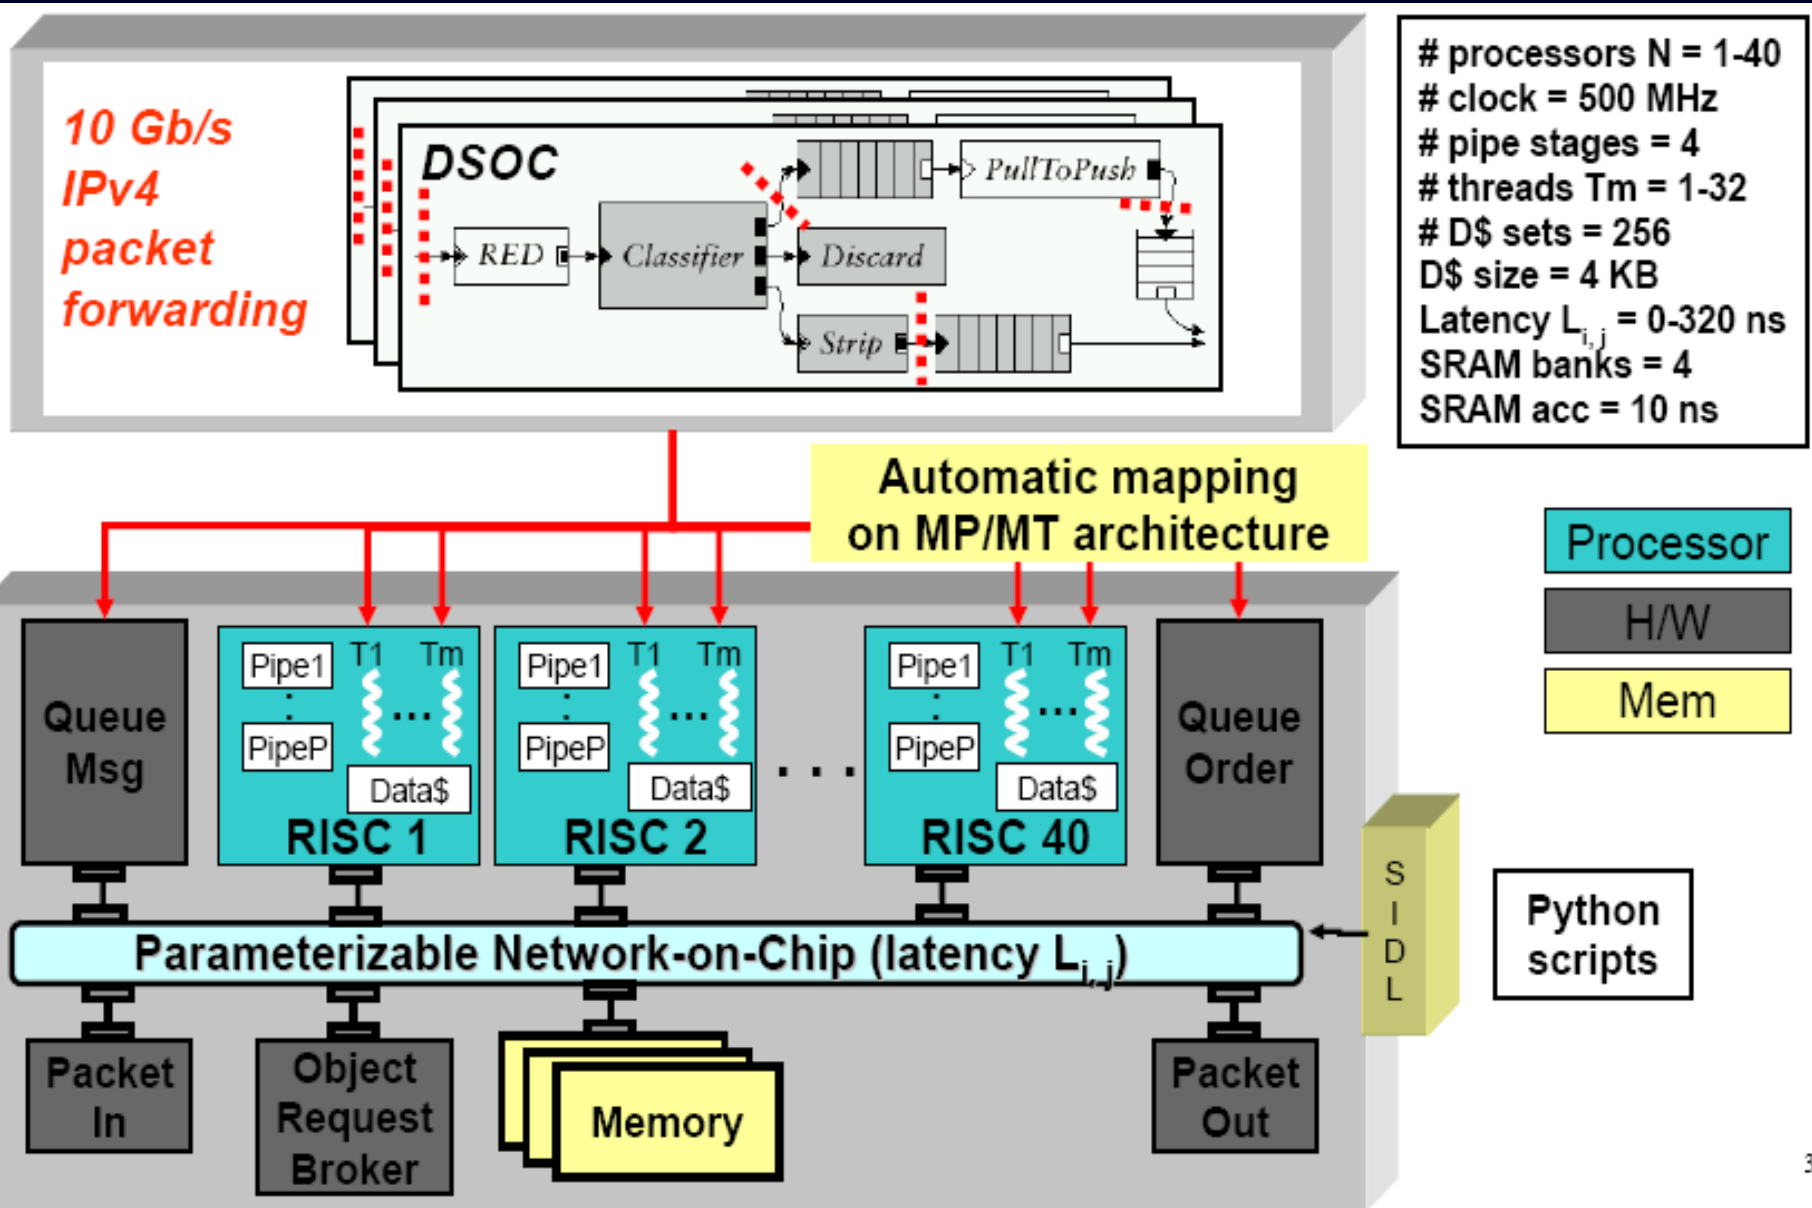 10 Gb/s
IPv4
packet
forwarding
DSOC
RED
Classifier
PullToPush
Discard
Strip
# processors N = 1-40
# clock = 500 MHz
# pipe stages = 4
# threads Tm = 1-32
# D$ sets = 256
D$ size = 4 KB
Latency Li,j = 0-320 ns
SRAM banks = 4
SRAM acc = 10 ns
Automatic mapping
on MP/MT architecture
Processor
H/W
Mem
Queue
Msg
Pipe1
T1 Tm
:
...
PipeP
Data$
RISC 1
Pipe1
T1 Tm
:
...
PipeP
Data$
RISC 2
...
Pipe1
T1 Tm
:
...
PipeP
Data$
RISC 40
Queue
Order
S
I
D
L
Python
scripts
Parameterizable Network-on-Chip (latency Li,j)
Packet
In
Object
Request
Broker
Memory
Packet
Out
3